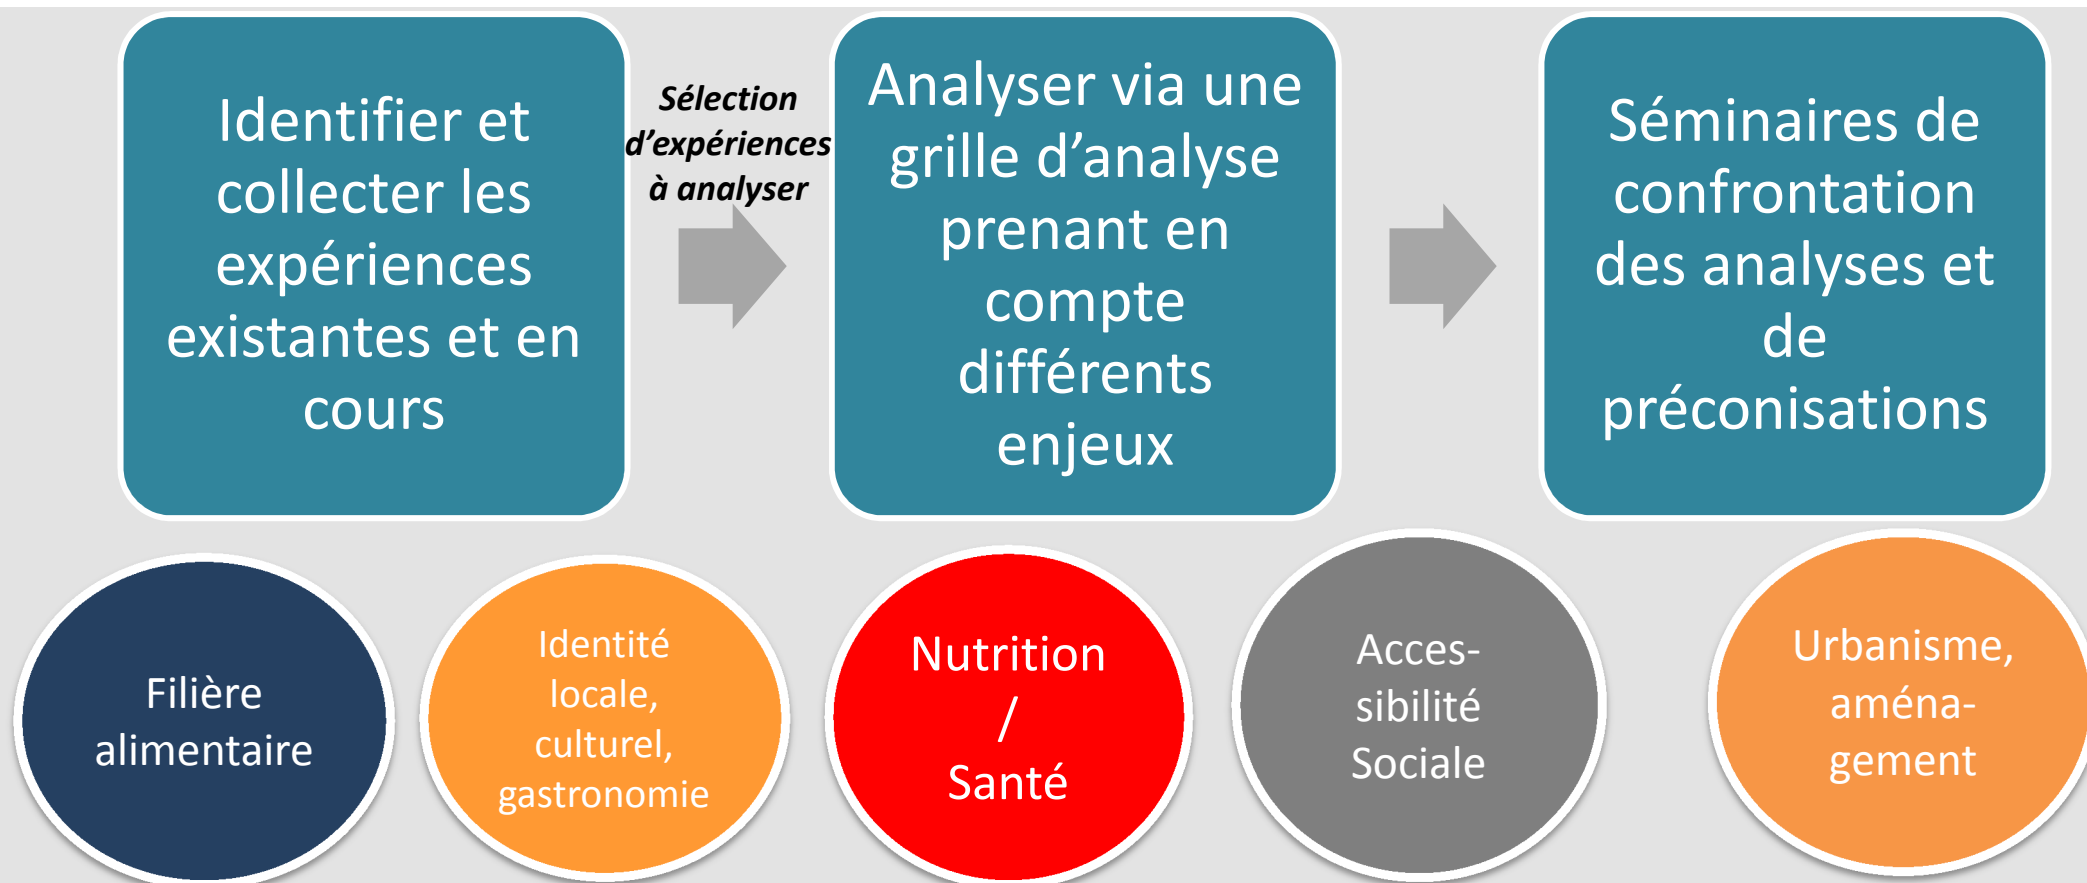 Identifier et
collecter les
expériences
existantes et en
cours
Sélection
d’expériences
à analyser
Analyser via une
grille d’analyse
prenant en
compte
différents
enjeux
Séminaires de
confrontation
des analyses et
de
préconisations
Filière
alimentaire
Identité
locale,
culturel,
gastronomie
Nutrition
/
Santé
Acces-
sibilité
Sociale
Urbanisme,
aména-
gement